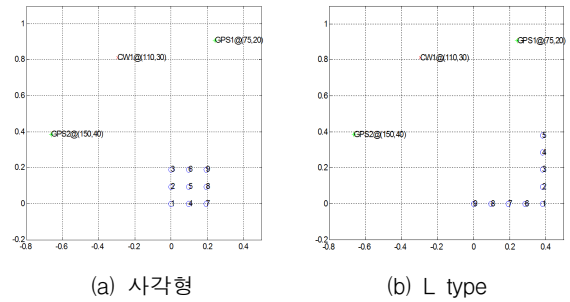 1
0.8
0.6
0.4
0.2
0
-0.2
-0.8 -0.6 -0.4 -0.2 0 0.2 0.4
GPS1@(75,20)
CW1@(110,30)
GPS2@(150,40)
3 6 9
2 5 8
1 4 7
(a) 사각형
1
0.8
0.6
0.4
0.2
0
-0.2
-0.8 -0.6 -0.4 -0.2 0 0.2 0.4
GPS1@(75,20)
CW1@(110,30)
GPS2@(150,40)
5
4
3
2
9 8 7 6 1
(b) L type